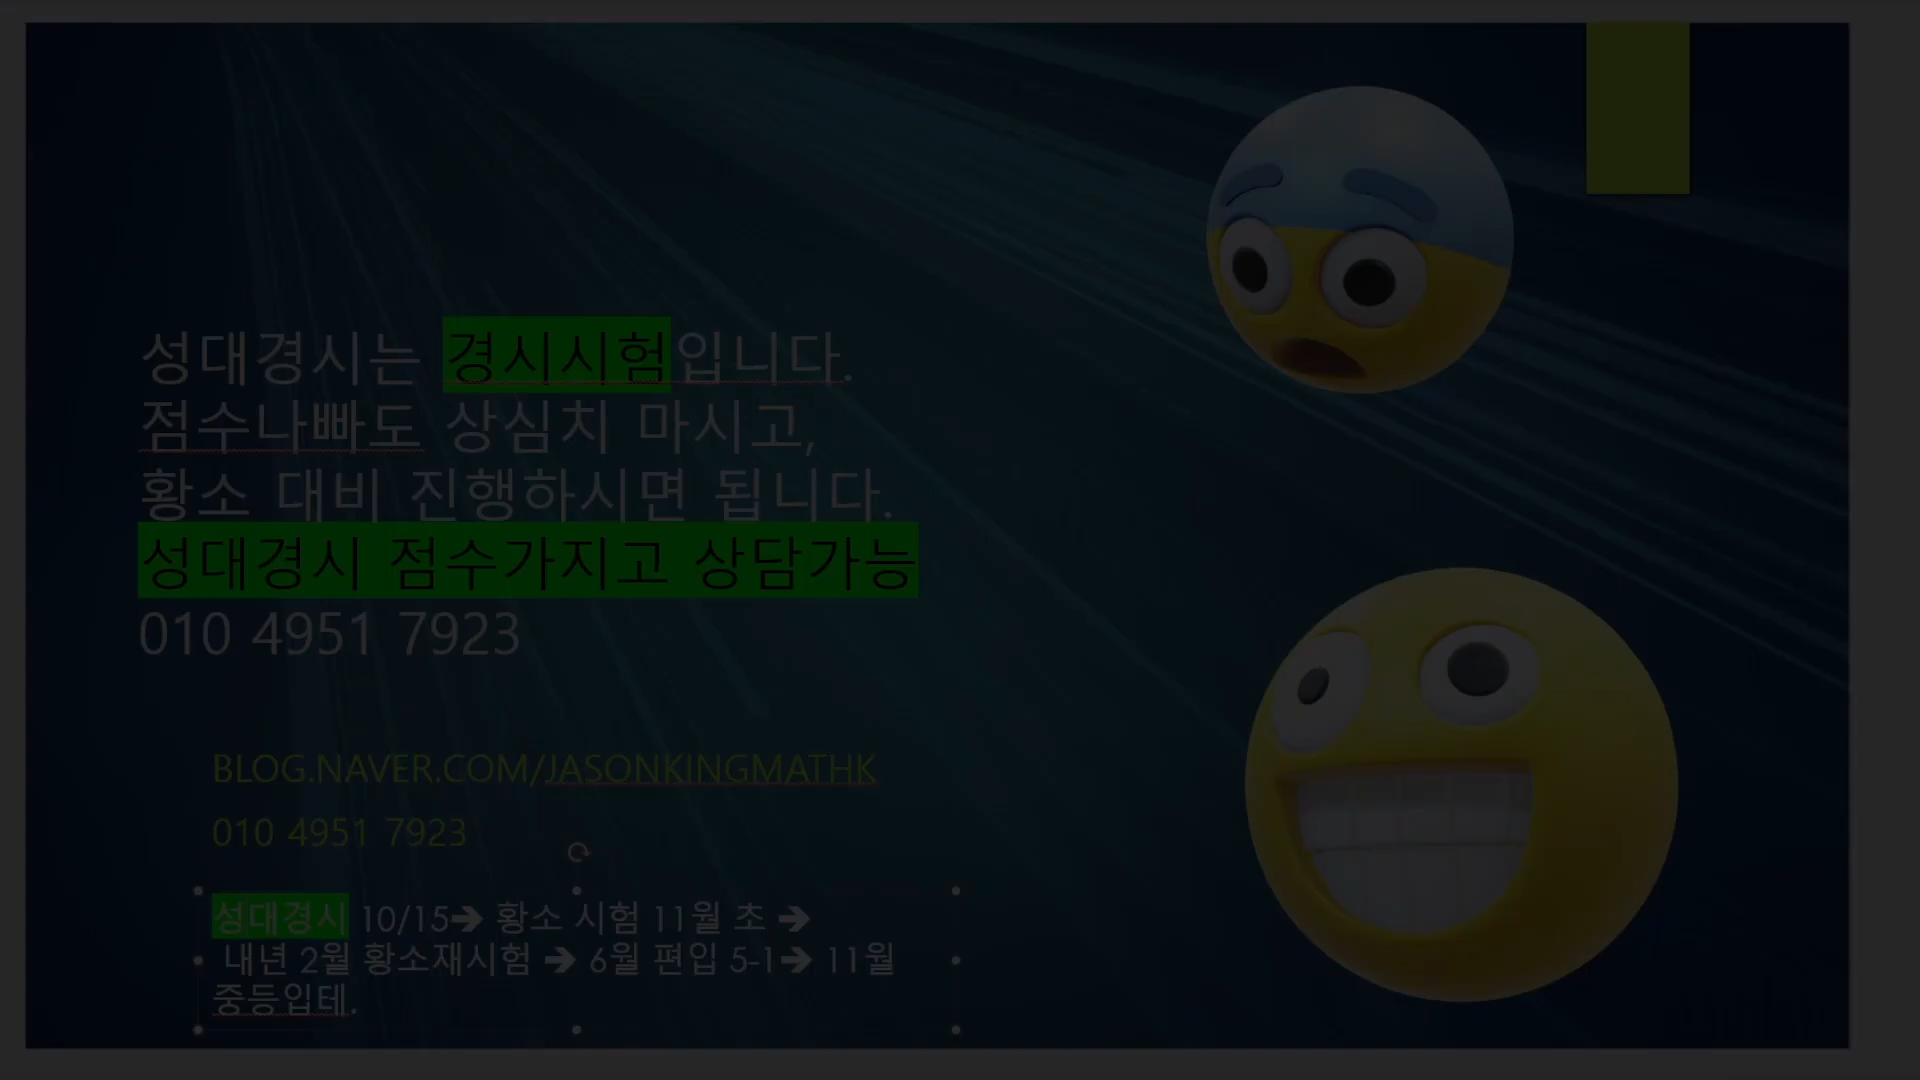 성대경시는 경시시험입니다.
점수나빠도 상심치 마시고,
황소 대비 진행하시면 됩니다.
성대경시 점수가지고 상담가능
010 4951 7923
BLOG.NAVER.COM/JASONKINGMATHK
010 4951 7923
성대경시 10/15➔ 황소 시험 11월 초 ➔
내년 2월 황소재시험 ➔ 6월 편입 5-1➔ 11월
중등입테.